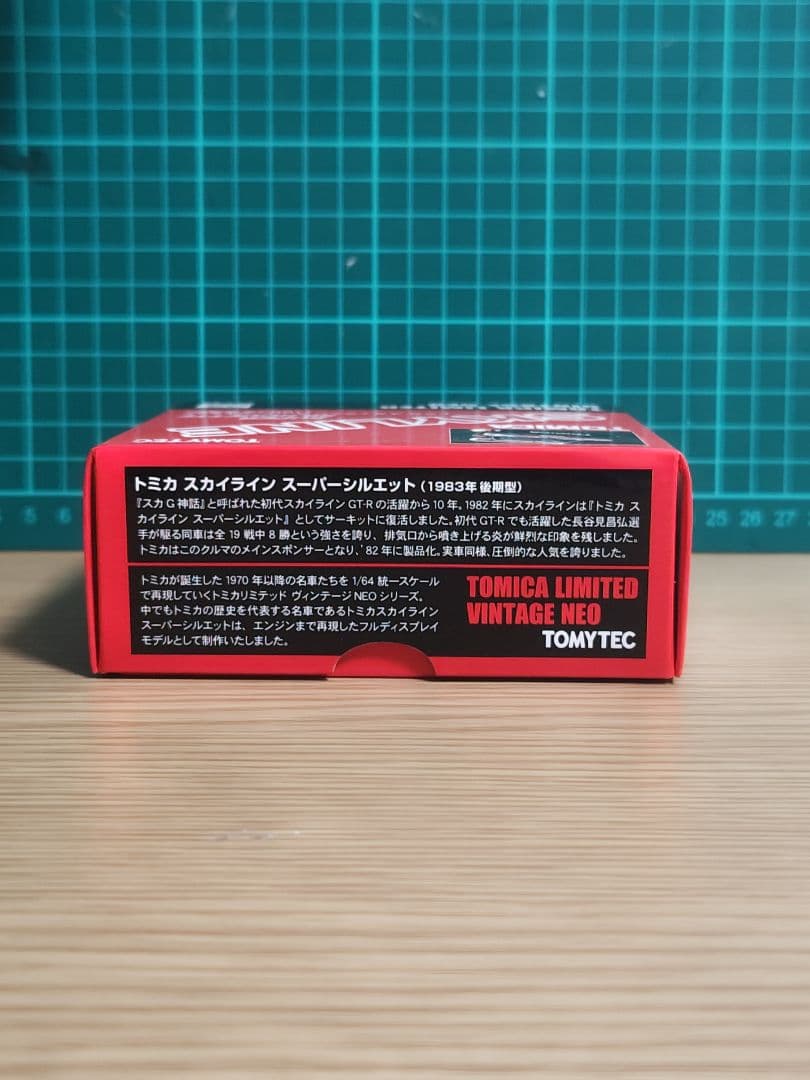 TOMYTEC
TOMICA
トミカ スカイライン スーパーシルエット (1983年 後期型)
『スカG神話』と呼ばれた初代スカイライン GT-R の活躍から10年。1982年にスカイラインは『トミカ ス
カイライン スーパーシルエット』としてサーキットに復活しました。初代 GT-R でも活躍した長谷見昌弘選
手が駆る同車は全 19 戦中 8 勝という強さを誇り、排気口から噴き上げる炎が鮮烈な印象を残しました。
トミカはこのクルマのメインスポンサーとなり、'82年に製品化。実車同様、圧倒的な人気を誇りました。
トミカが誕生した 1970 年以降の名車たちを 1/64 統一スケール
で再現していくトミカリミテッド ヴィンテージ NEO シリーズ。
中でもトミカの歴史を代表する名車であるトミカスカイライン
スーパーシルエットは、エンジンまで再現したフルディスプレイ
モデルとして制作いたしました。
TOMICA LIMITED
VINTAGE NEO
TOMYTEC
5
6
25
26
27